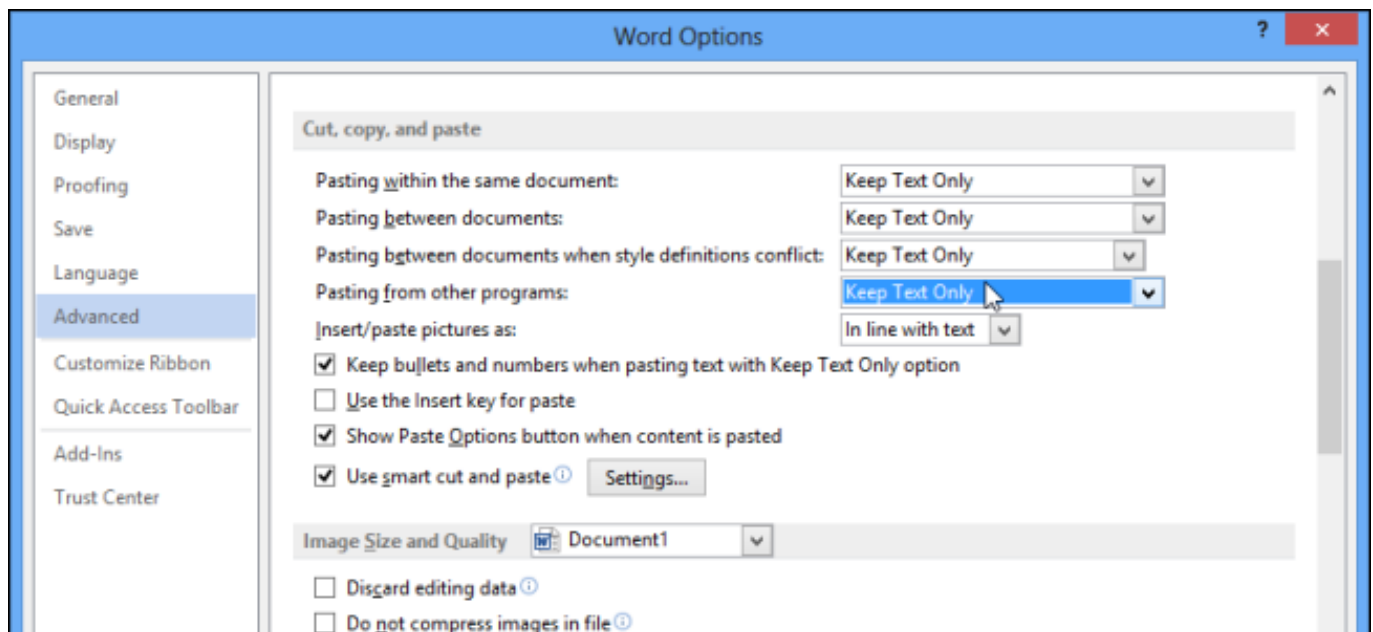 Word Options
?
General
Display
Proofing
Save
Language
Advanced
Customize Ribbon
Quick Access Toolbar
Add-Ins
Trust Center
Cut, copy, and paste
Pasting within the same document: Keep Text Only
Pasting between documents: Keep Text Only
Pasting between documents when style definitions conflict: Keep Text Only
Pasting from other programs: Keep Text Only
Insert/paste pictures as: In line with text
Keep bullets and numbers when pasting text with Keep Text Only option
Use the Insert key for paste
Show Paste Options button when content is pasted
Use smart cut and paste Settings...
Image Size and Quality Document1
Discard editing data
Do not compress images in file